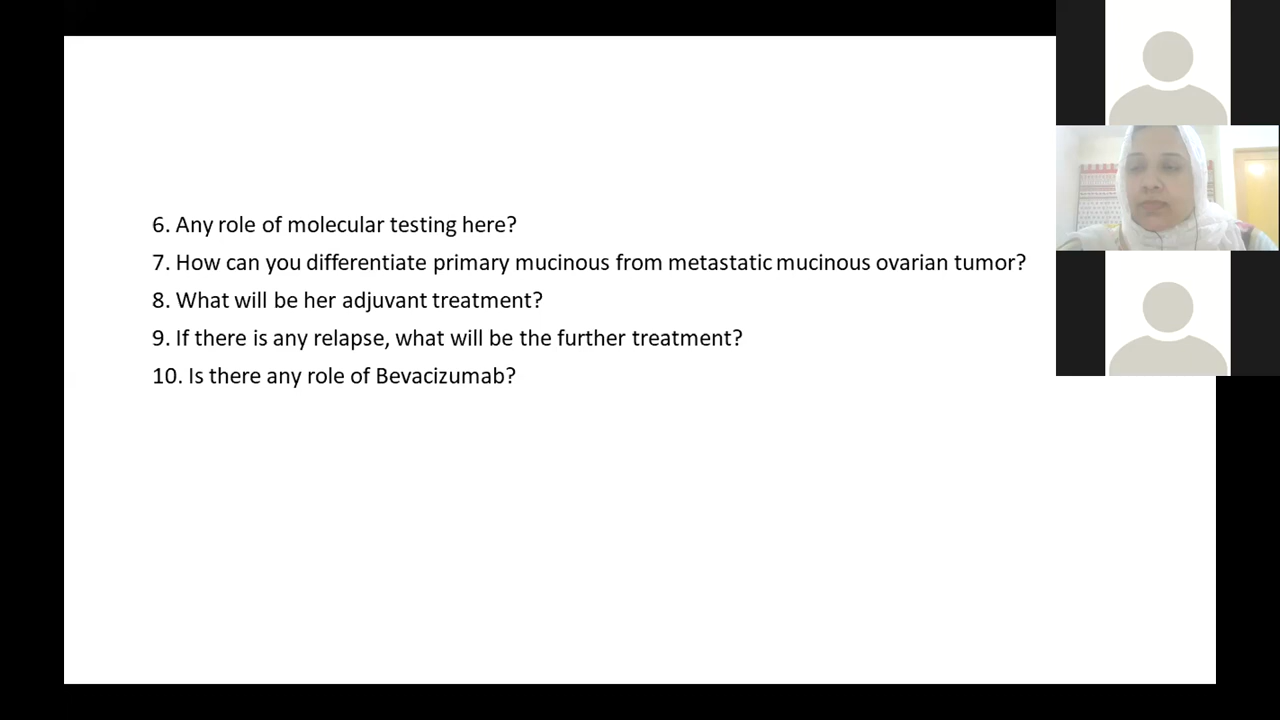 6. Any role of molecular testing here?
7. How can you differentiate primary mucinous from metastatic mucinous ovarian tumor?
8. What will be her adjuvant treatment?
9. If there is any relapse, what will be the further treatment?
10. Is there any role of Bevacizumab?